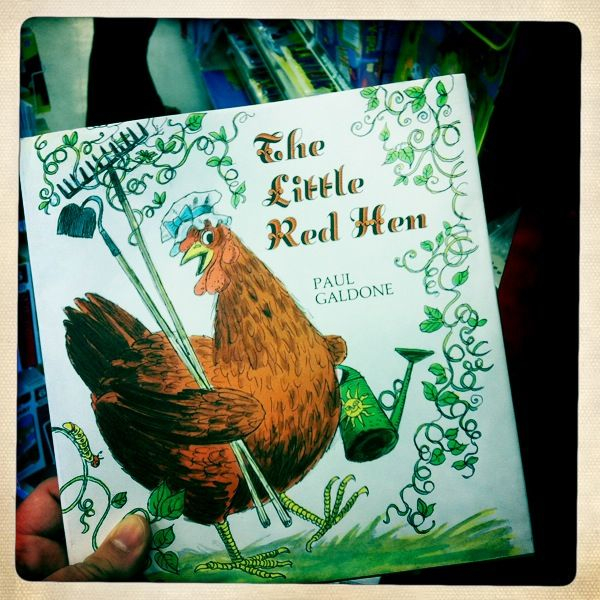 The
Little
Red Hen
PAUL
GALDONE